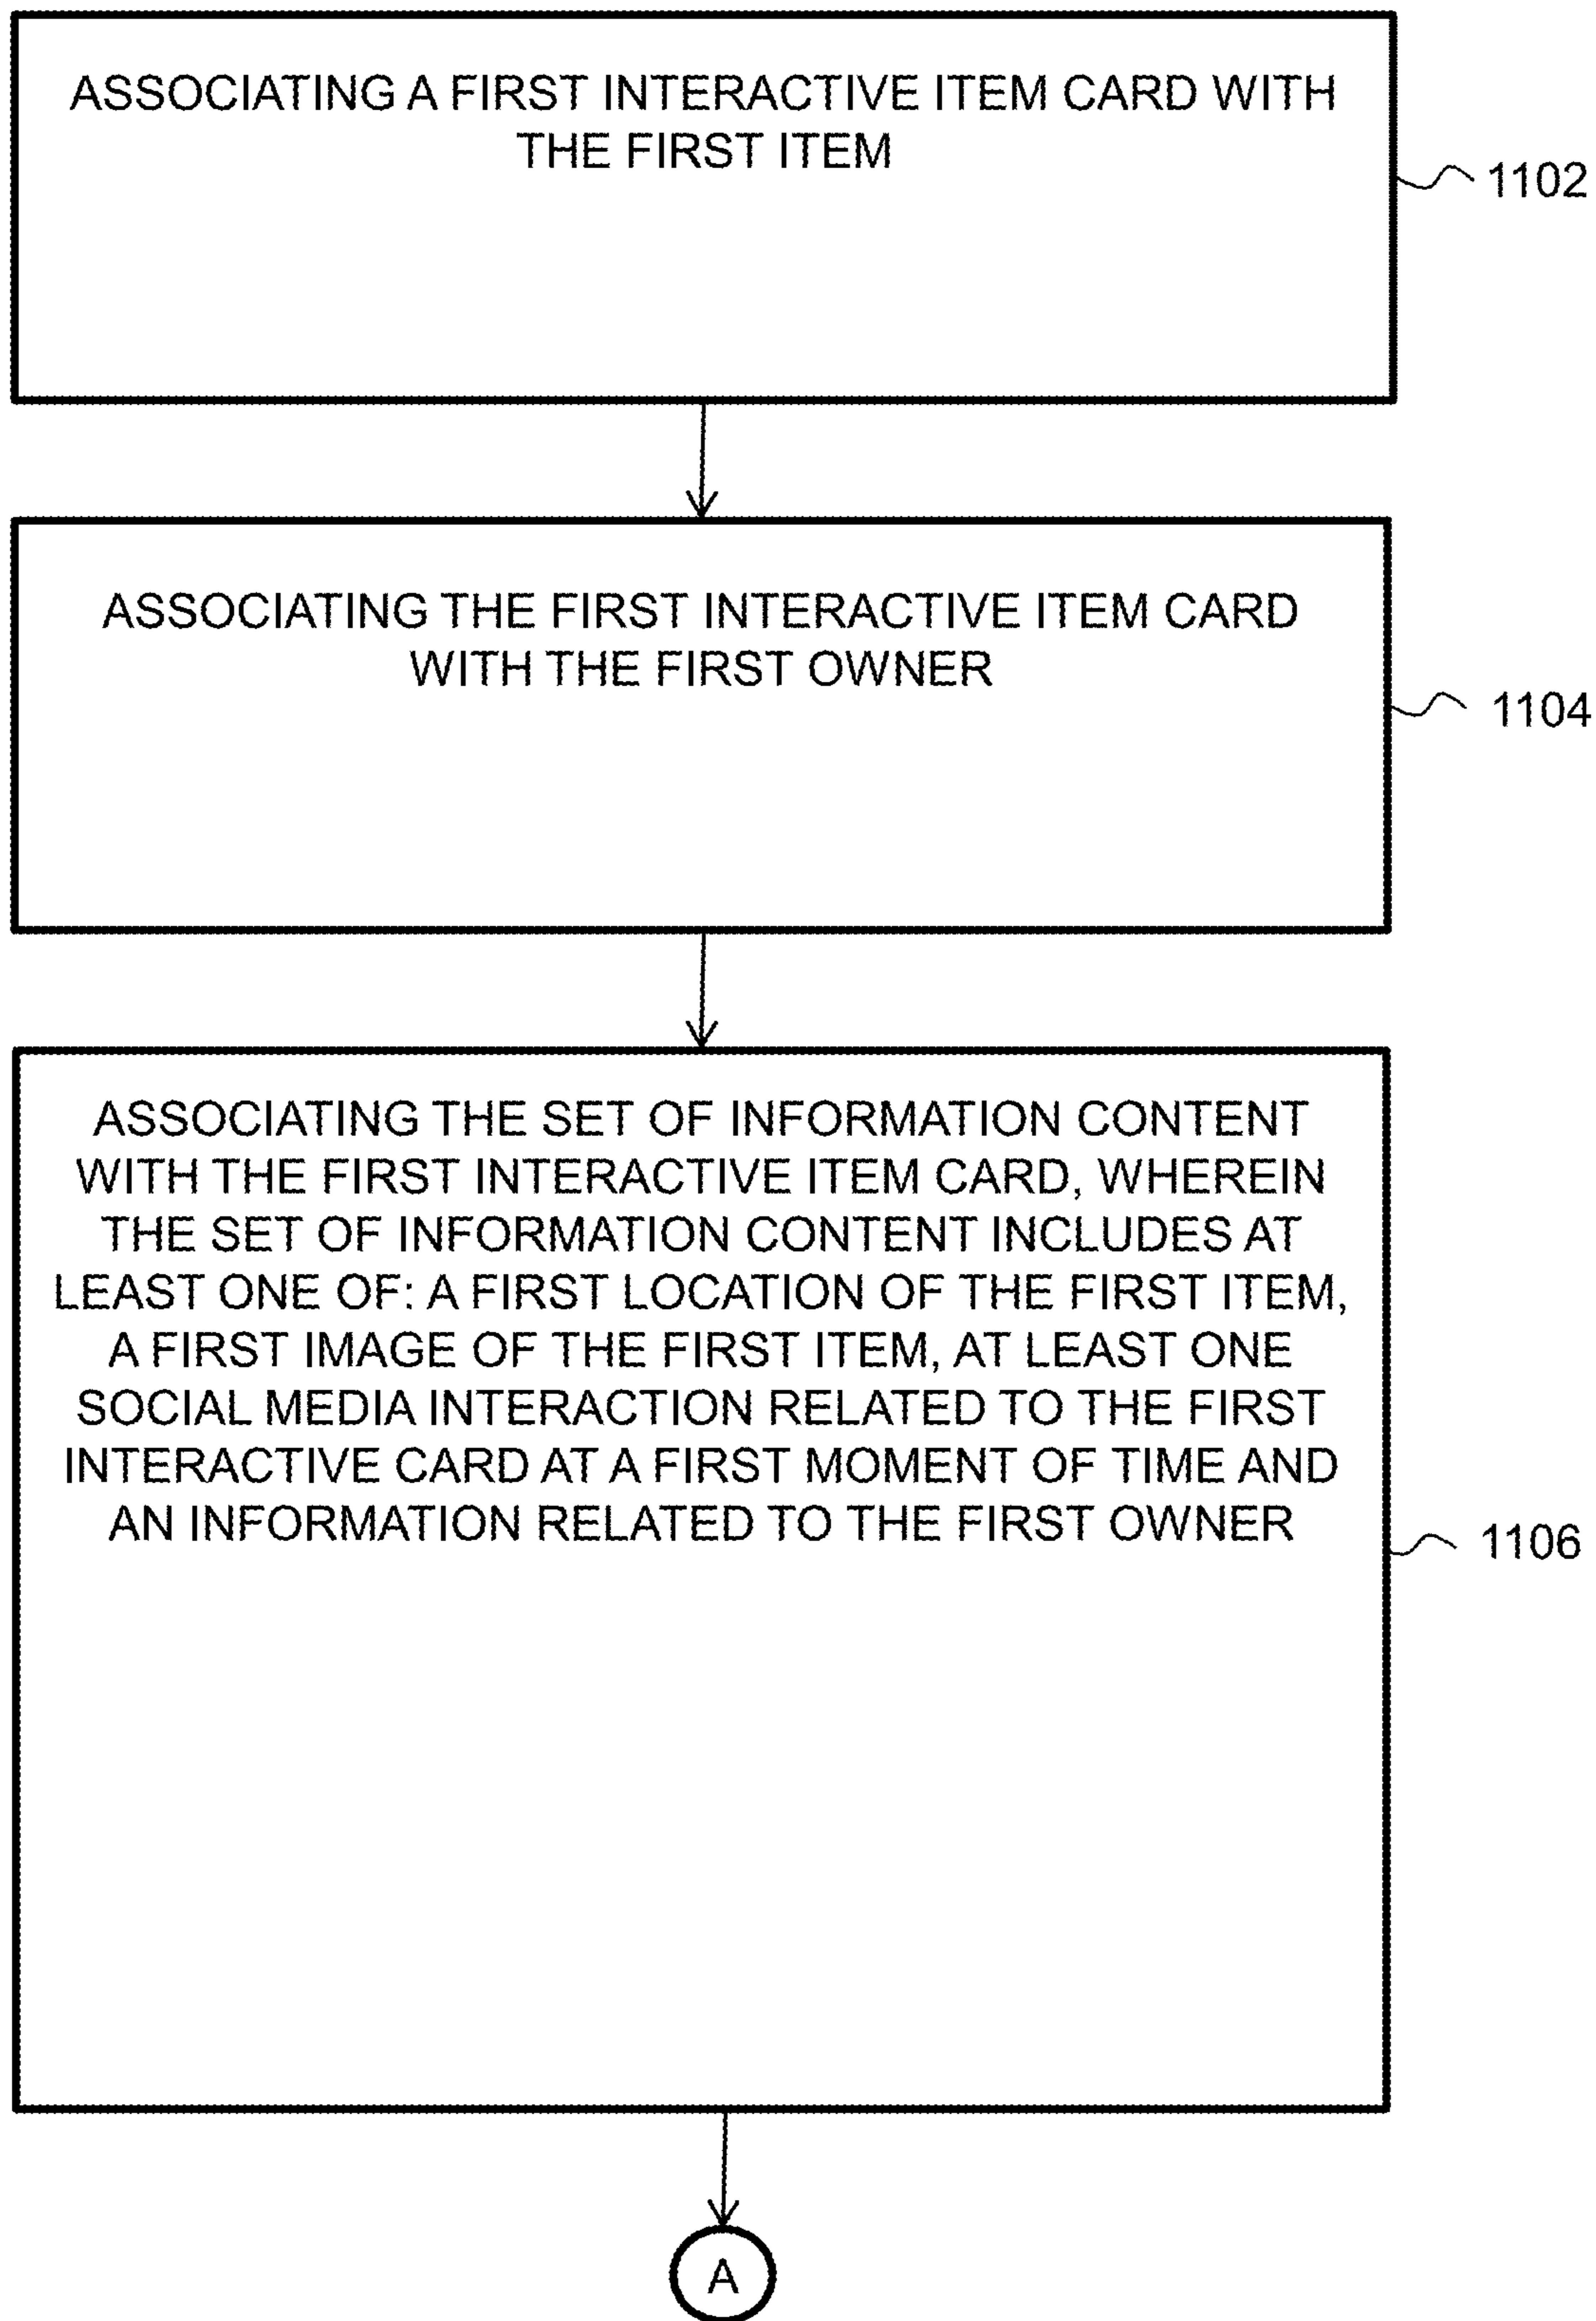 ASSOCIATING A FIRST INTERACTIVE ITEM CARD WITH
THE FIRST ITEM
1102
ASSOCIATING THE FIRST INTERACTIVE ITEM CARD
WITH THE FIRST OWNER
1104
ASSOCIATING THE SET OF INFORMATION CONTENT
WITH THE FIRST INTERACTIVE ITEM CARD, WHEREIN
THE SET OF INFORMATION CONTENT INCLUDES AT
LEAST ONE OF: A FIRST LOCATION OF THE FIRST ITEM,
A FIRST IMAGE OF THE FIRST ITEM, AT LEAST ONE
SOCIAL MEDIA INTERACTION RELATED TO THE FIRST
INTERACTIVE CARD AT A FIRST MOMENT OF TIME AND
AN INFORMATION RELATED TO THE FIRST OWNER
1106
A